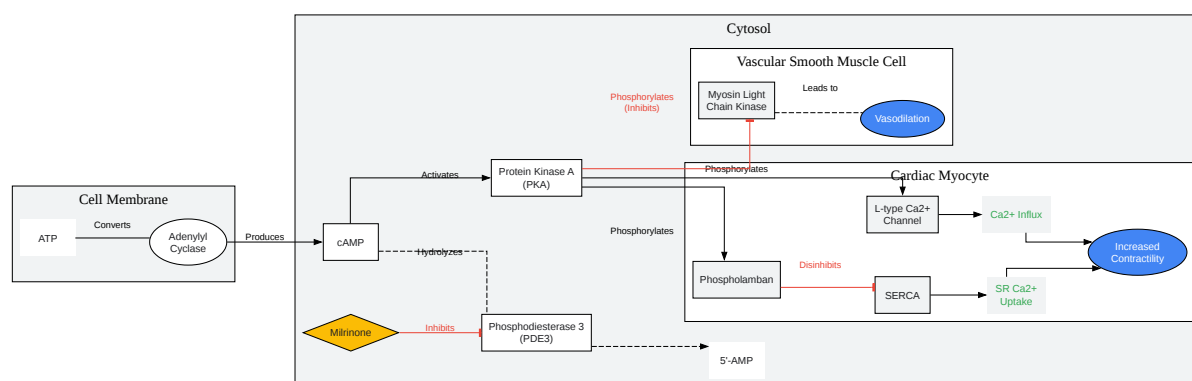 Cytosol
Vascular Smooth Muscle Cell
Myosin Light
Chain Kinase
Leads to
Vasodilation
Phosphorylates
(Inhibits)
Cell Membrane
ATP
Converts
Adenylyl
Cyclase
Produces
cAMP
Activates
Protein Kinase A
(PKA)
Phosphorylates
Phosphorylates
Cardiac Myocyte
L-type Ca2+
Channel
Ca2+ Influx
Increased
Contractility
Phospholamban
Disinhibits
SERCA
SR Ca2+
Uptake
Hydrolyzes
Milrinone
Inhibits
Phosphodiesterase 3
(PDE3)
5'-AMP